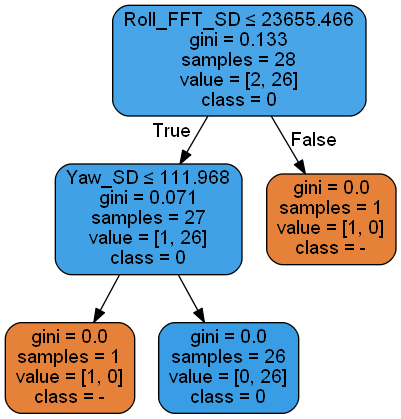 Roll_FFT_SD ≤ 23655.466
gini = 0.133
samples = 28
value = [2, 26]
class = 0
True
False
Yaw_SD ≤ 111.968
gini = 0.071
samples = 27
value = [1, 26]
class = 0
gini = 0.0
samples = 1
value = [1, 0]
class = -
gini = 0.0
samples = 1
value = [1, 0]
class = -
gini = 0.0
samples = 26
value = [0, 26]
class = 0